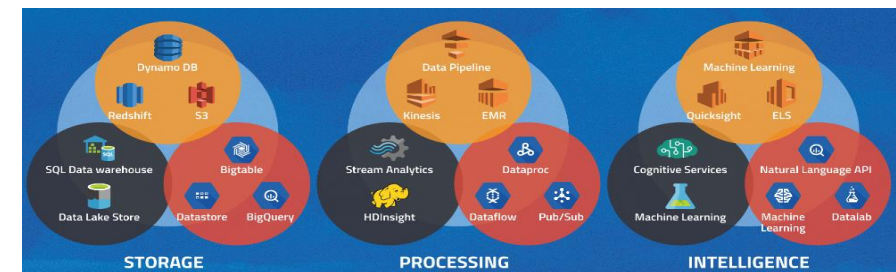 Dynamo DB
Redshift
S3
SQL Data warehouse
Bigtable
Data Lake Store
Datastore
BigQuery
STORAGE
Data Pipeline
Kinesis
EMR
Stream Analytics
Dataproc
HDInsight
Dataflow
Pub/Sub
PROCESSING
Machine Learning
Quicksight
ELS
Cognitive Services
Natural Language API
Machine Learning
Machine
Learning
Datalab
INTELLIGENCE